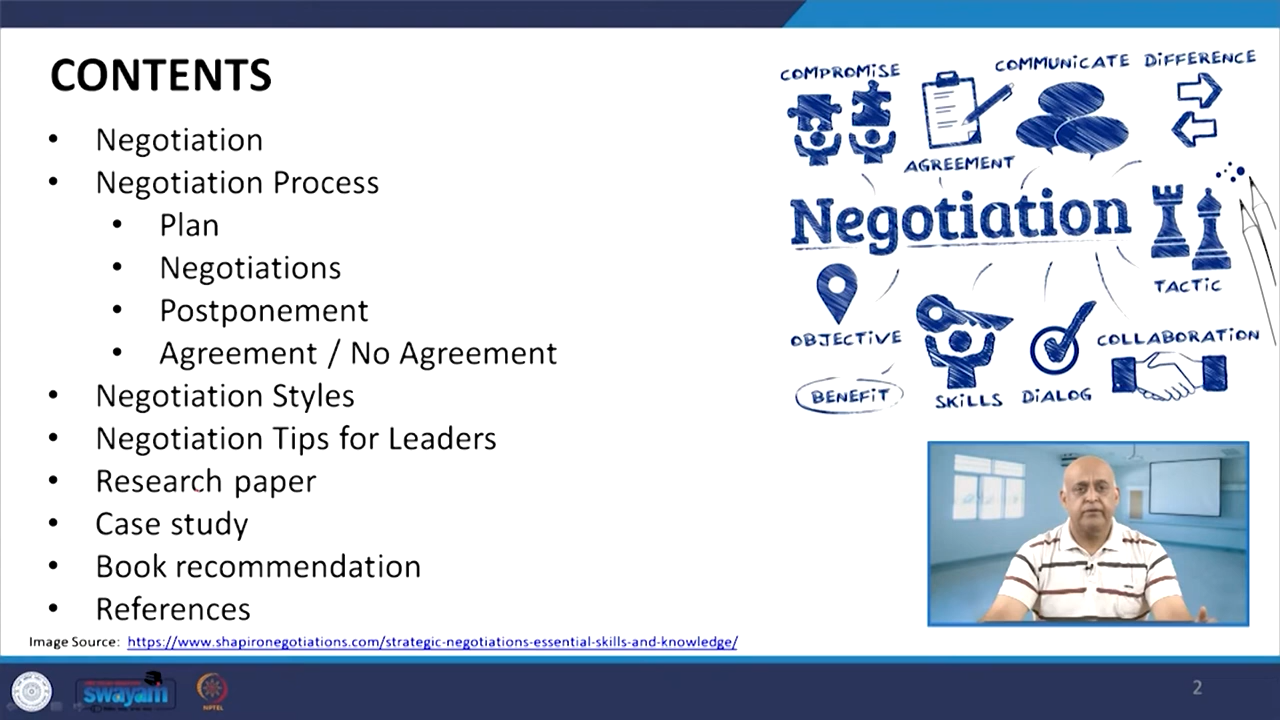 CONTENTS
• Negotiation
• Negotiation Process
• Plan
• Negotiations
• Postponement
• Agreement / No Agreement
• Negotiation Styles
• Negotiation Tips for Leaders
• Research paper
• Case study
• Book recommendation
• References
Image Source: https://www.shapironegotiations.com/strategic-negotiations-essential-skills-and-knowledge/
COMPROMISE
AGREEMENT
COMMUNiCATE
DiFFERENCE
Negotiation
TACTiC
OBJECTiVE
BENEFiT
SKiLLS
DiALOG
COLLABORATiON
swayam
NPTEL
2